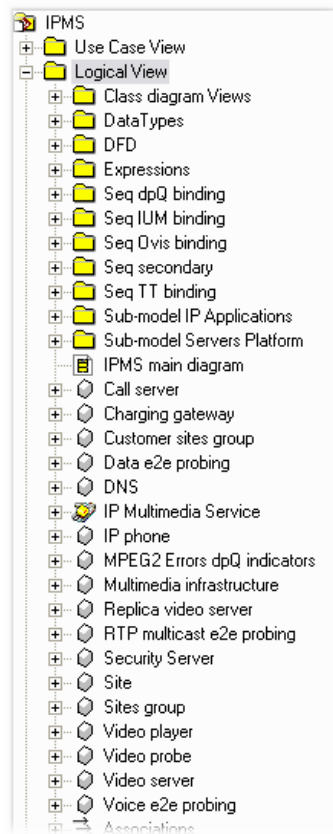 IPMS
Use Case View
Logical View
Class diagram Views
DataTypes
DFD
Expressions
Seq dpQ binding
Seq IUM binding
Seq Ovis binding
Seq secondary
Seq TT binding
Sub-model IP Applications
Sub-model Servers Platform
IPMS main diagram
Call server
Charging gateway
Customer sites group
Data e2e probing
DNS
IP Multimedia Service
IP phone
MPEG2 Errors dpQ indicators
Multimedia infrastructure
Replica video server
RTP multicast e2e probing
Security Server
Site
Sites group
Video player
Video probe
Video server
Voice e2e probing
Associations